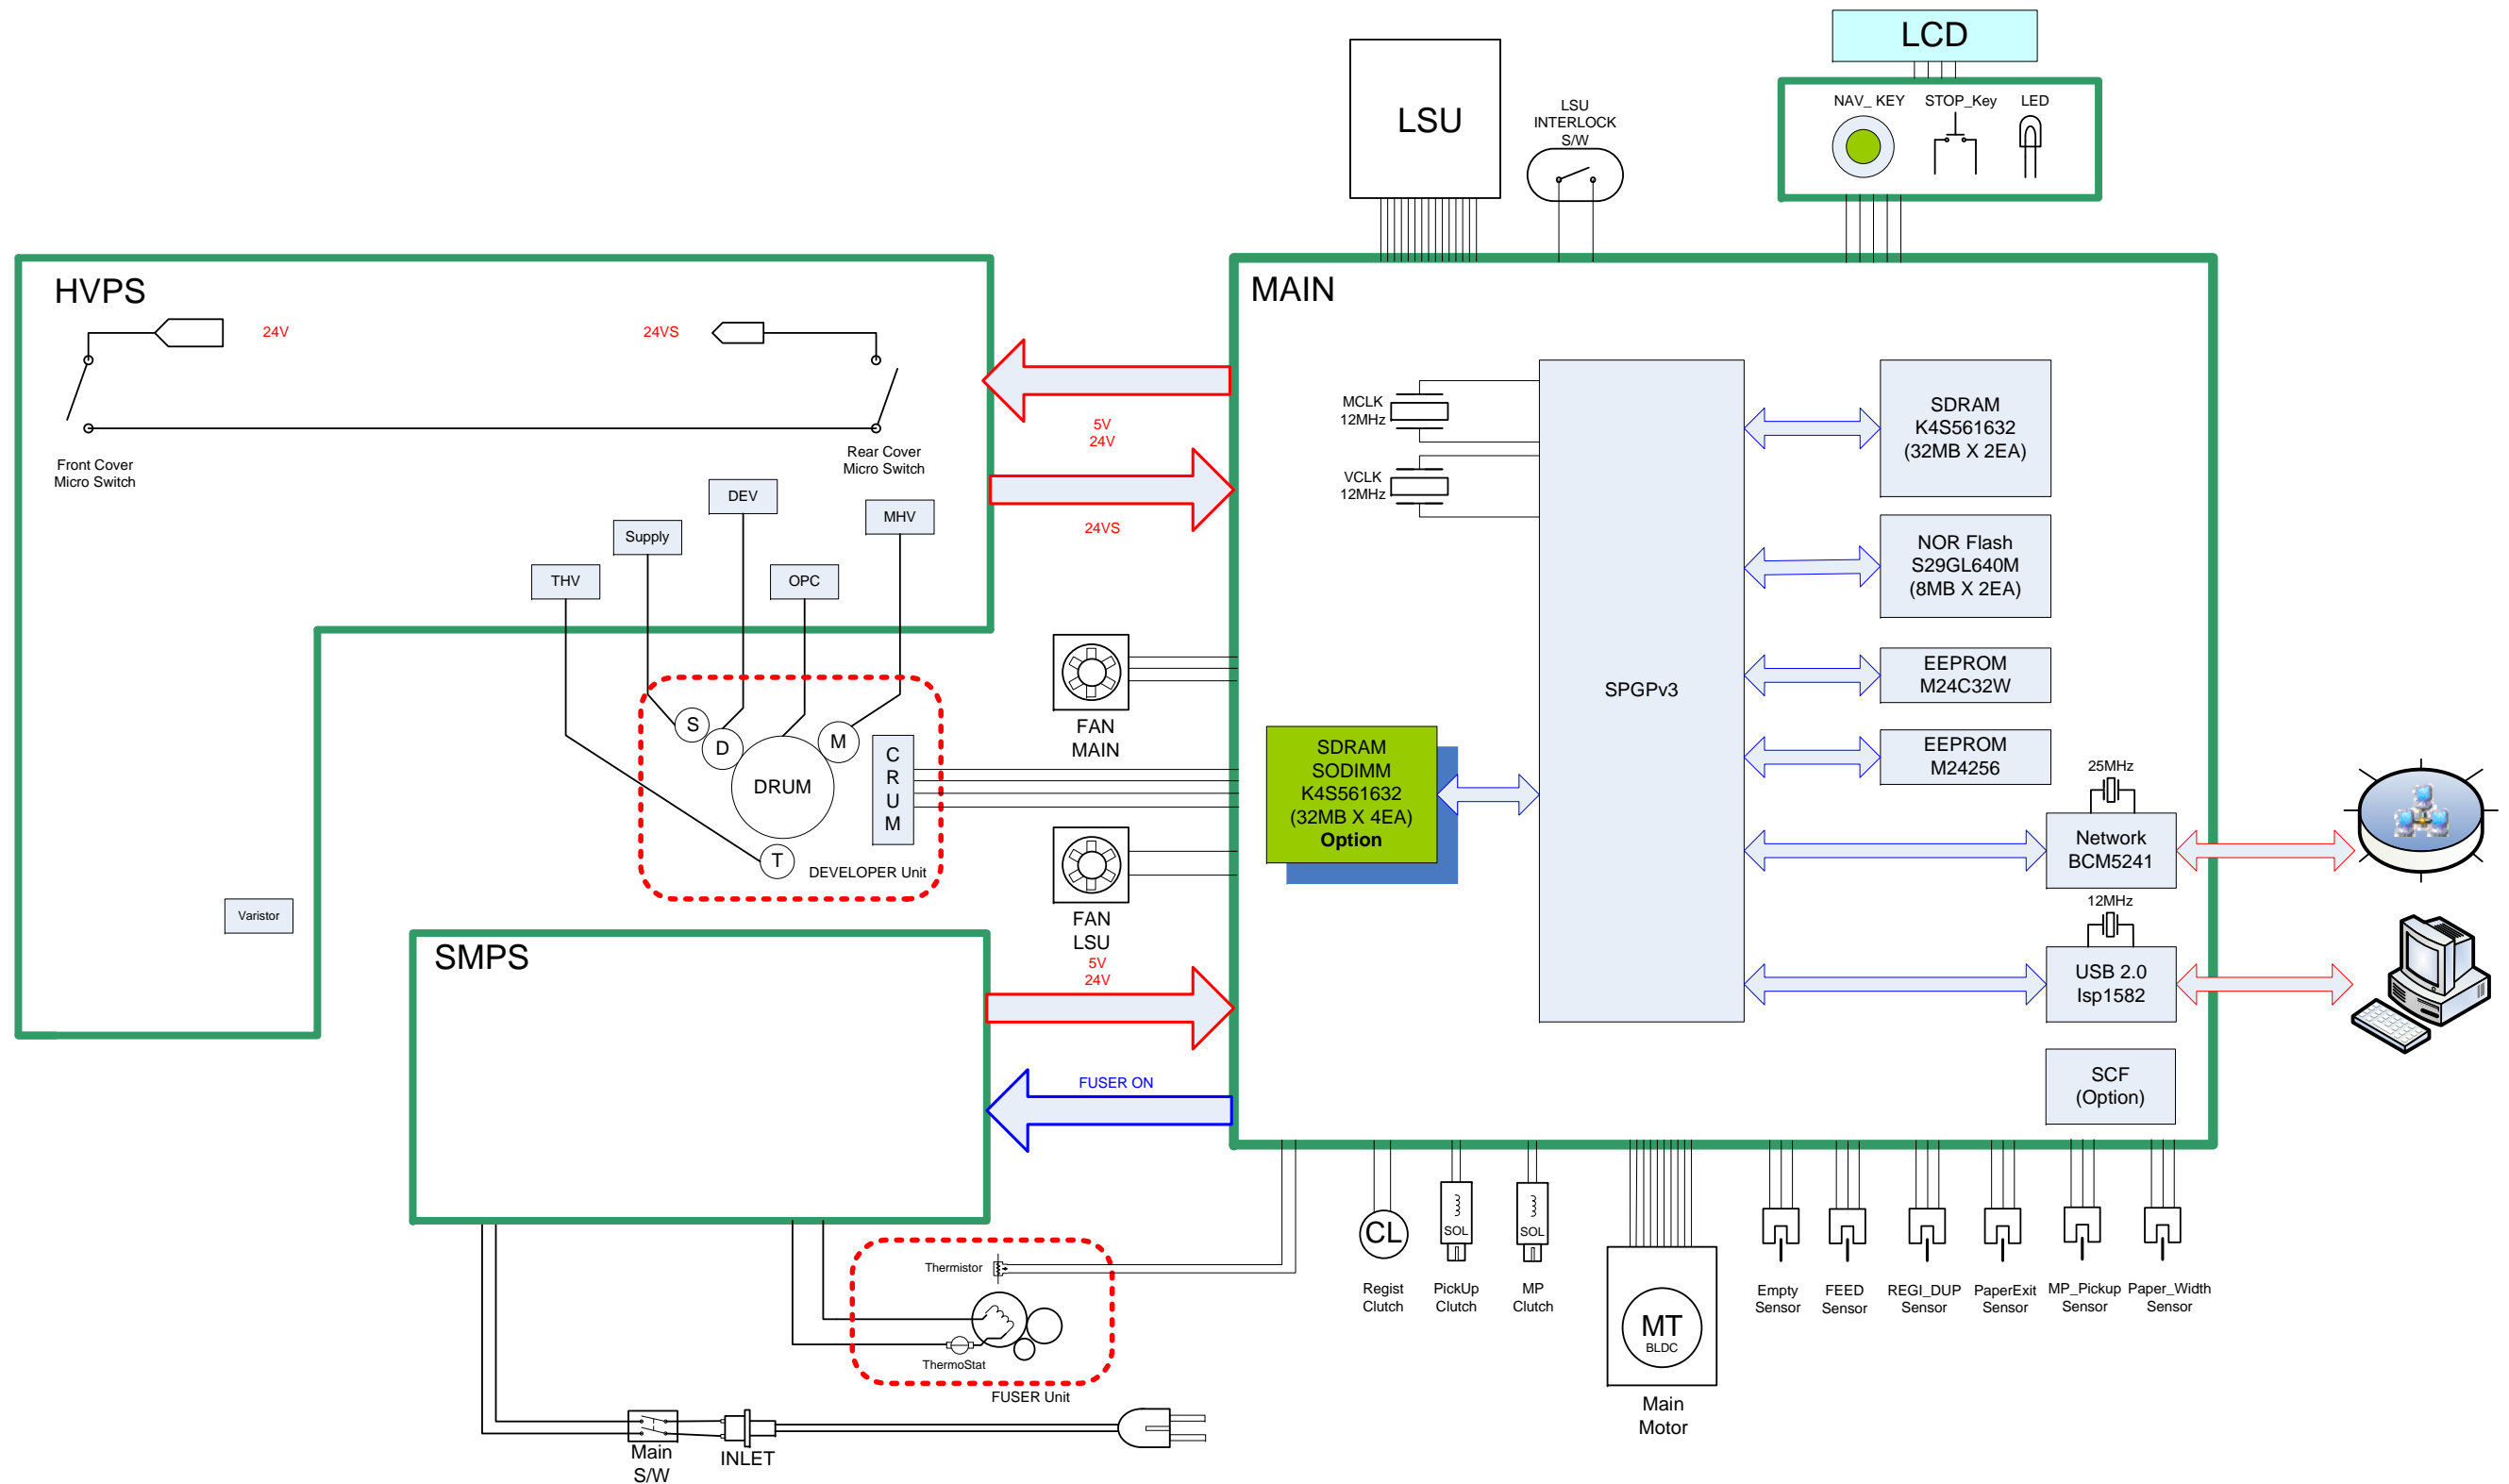 LCD
NAV_ KEY
STOP_Key
LED
LSU
LSU
INTERLOCK
S/W
HVPS
24V
24VS
Front Cover
Micro Switch
Rear Cover
Micro Switch
DEV
MHV
Supply
THV
OPC
5V
24V
24VS
S
D
M
DRUM
T
C
R
U
M
DEVELOPER Unit
Varistor
FAN
MAIN
FAN
LSU
5V
24V
SMPS
FUSER ON
MAIN
MCLK
12MHz
VCLK
12MHz
SPGPv3
SDRAM
K4S561632
(32MB X 2EA)
NOR Flash
S29GL640M
(8MB X 2EA)
EEPROM
M24C32W
EEPROM
M24256
SDRAM
SODIMM
K4S561632
(32MB X 4EA)
Option
25MHz
Network
BCM5241
12MHz
USB 2.0
Isp1582
SCF
(Option)
Thermistor
ThermoStat
FUSER Unit
Main
S/W
INLET
CL
Regist
Clutch
SOL
PickUp
Clutch
SOL
MP
Clutch
MT
BLDC
Main
Motor
Empty
Sensor
FEED
Sensor
REGI_DUP
Sensor
PaperExit
Sensor
MP_Pickup
Sensor
Paper_Width
Sensor